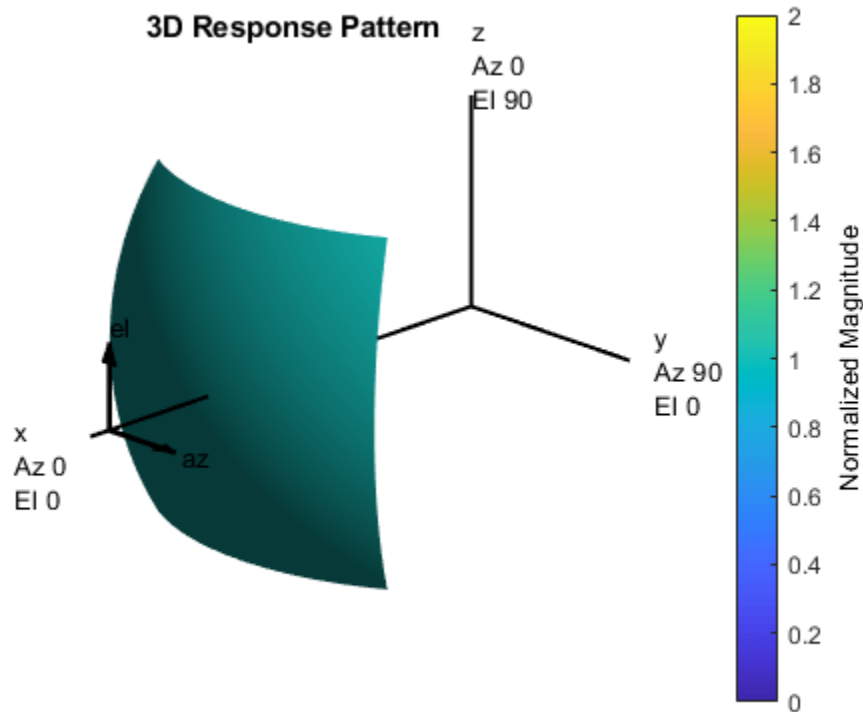 3D Response Pattern
z
Az 0
El 90
el
az
x
Az 0
El 0
y
Az 90
El 0
2
1.8
1.6
1.4
1.2
1
0.8
0.6
0.4
0.2
0
Normalized Magnitude